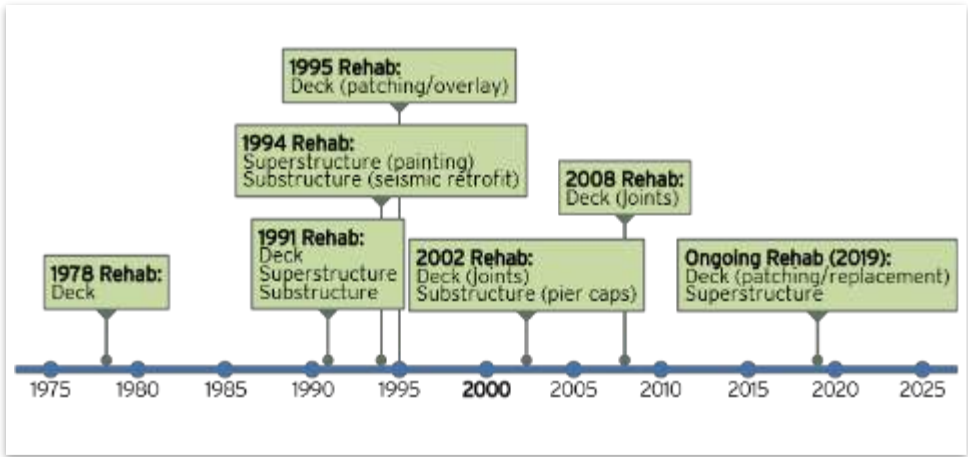 1995 Rehab:
Deck (patching/overlay)
1994 Rehab:
Superstructure (painting)
Substructure (seismic retrofit)
2008 Rehab:
Deck (Joints)
1991 Rehab:
Deck
Superstructure
Substructure
2002 Rehab:
Deck (Joints)
Substructure (pier caps)
Ongoing Rehab (2019):
Deck (patching/replacement)
Superstructure
1978 Rehab:
Deck
1975 1980 1985 1990 1995 2000 2005 2010 2015 2020 2025